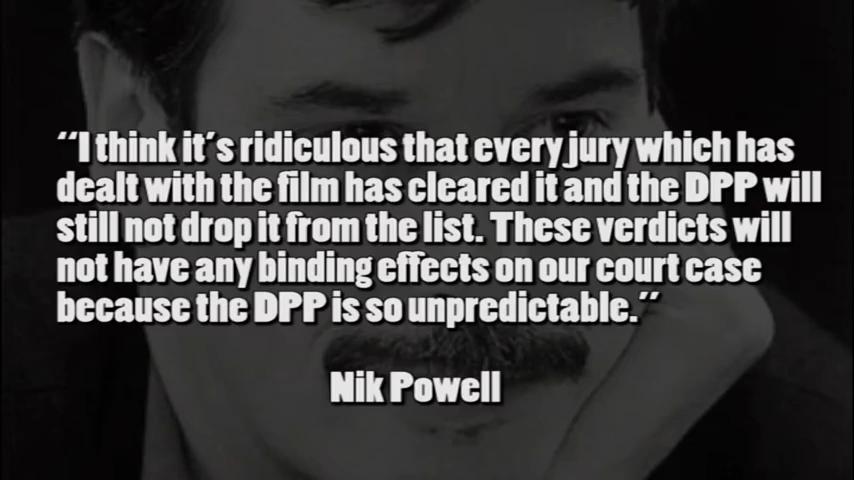 “I think it's ridiculous that every jury which has
dealt with the film has cleared it and the DPP will
still not drop it from the list. These verdicts will
not have any binding effects on our court case
because the DPP is so unpredictable.”
Nik Powell